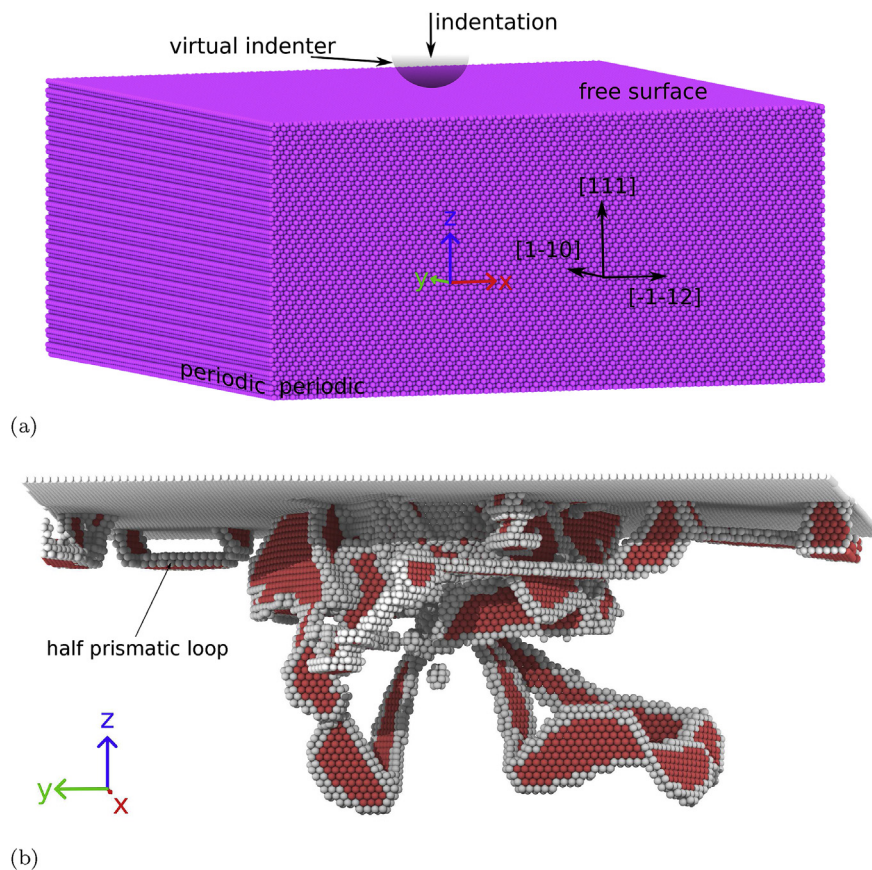 indentation
virtual indenter
free surface
[111]
z
[1-10]
y
x
[-1-12]
periodic periodic
(a)
half prismatic loop
z
y
x
(b)